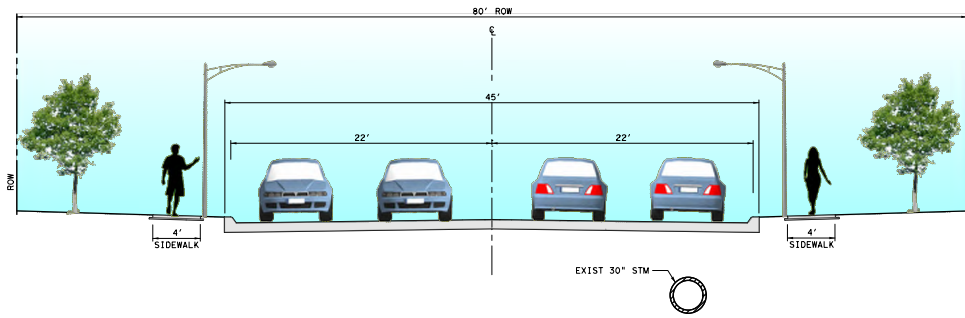 80' ROW
℄
45'
22'
22'
ROW
4'
SIDEWALK
4'
SIDEWALK
EXIST 30" STM